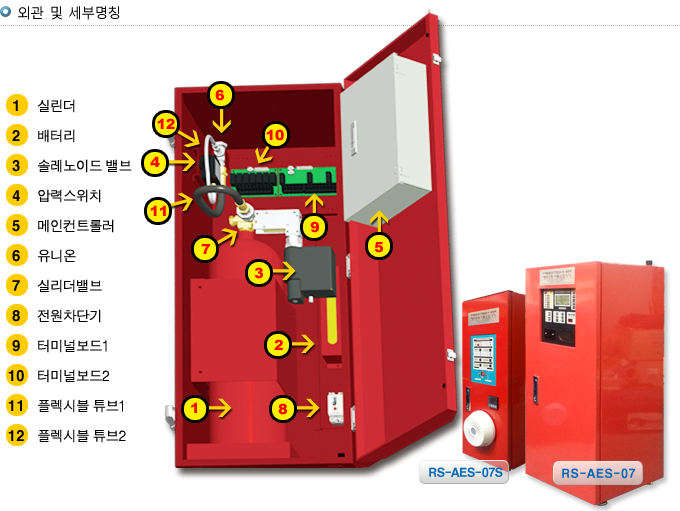 외관 및 세부명칭
1 실린더
2 배터리
3 솔레노이드 밸브
4 압력스위치
5 메인컨트롤러
6 유니온
7 실리더밸브
8 전원차단기
9 터미널보드1
10 터미널보드2
11 플렉시블 튜브1
12 플렉시블 튜브2
6
12
10
4
11
9
7
5
3
2
1
8
RS-AES-07S
RS-AES-07